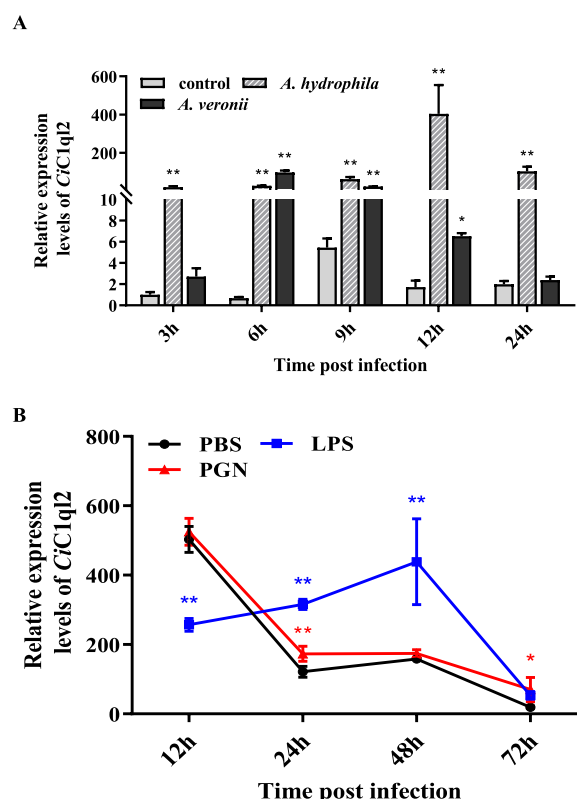 A
control A. hydrophila
A. veronii
Relative expression
levels of CiC1ql2
600
400
200
10
8
6
4
2
0
**
**
**
**
**
**
*
**
3h
6h
9h
12h
24h
Time post infection
B
PBS LPS
PGN
Relative expression
levels of CiC1ql2
800
600
400
200
0
**
**
**
**
*
12h
24h
48h
72h
Time post infection